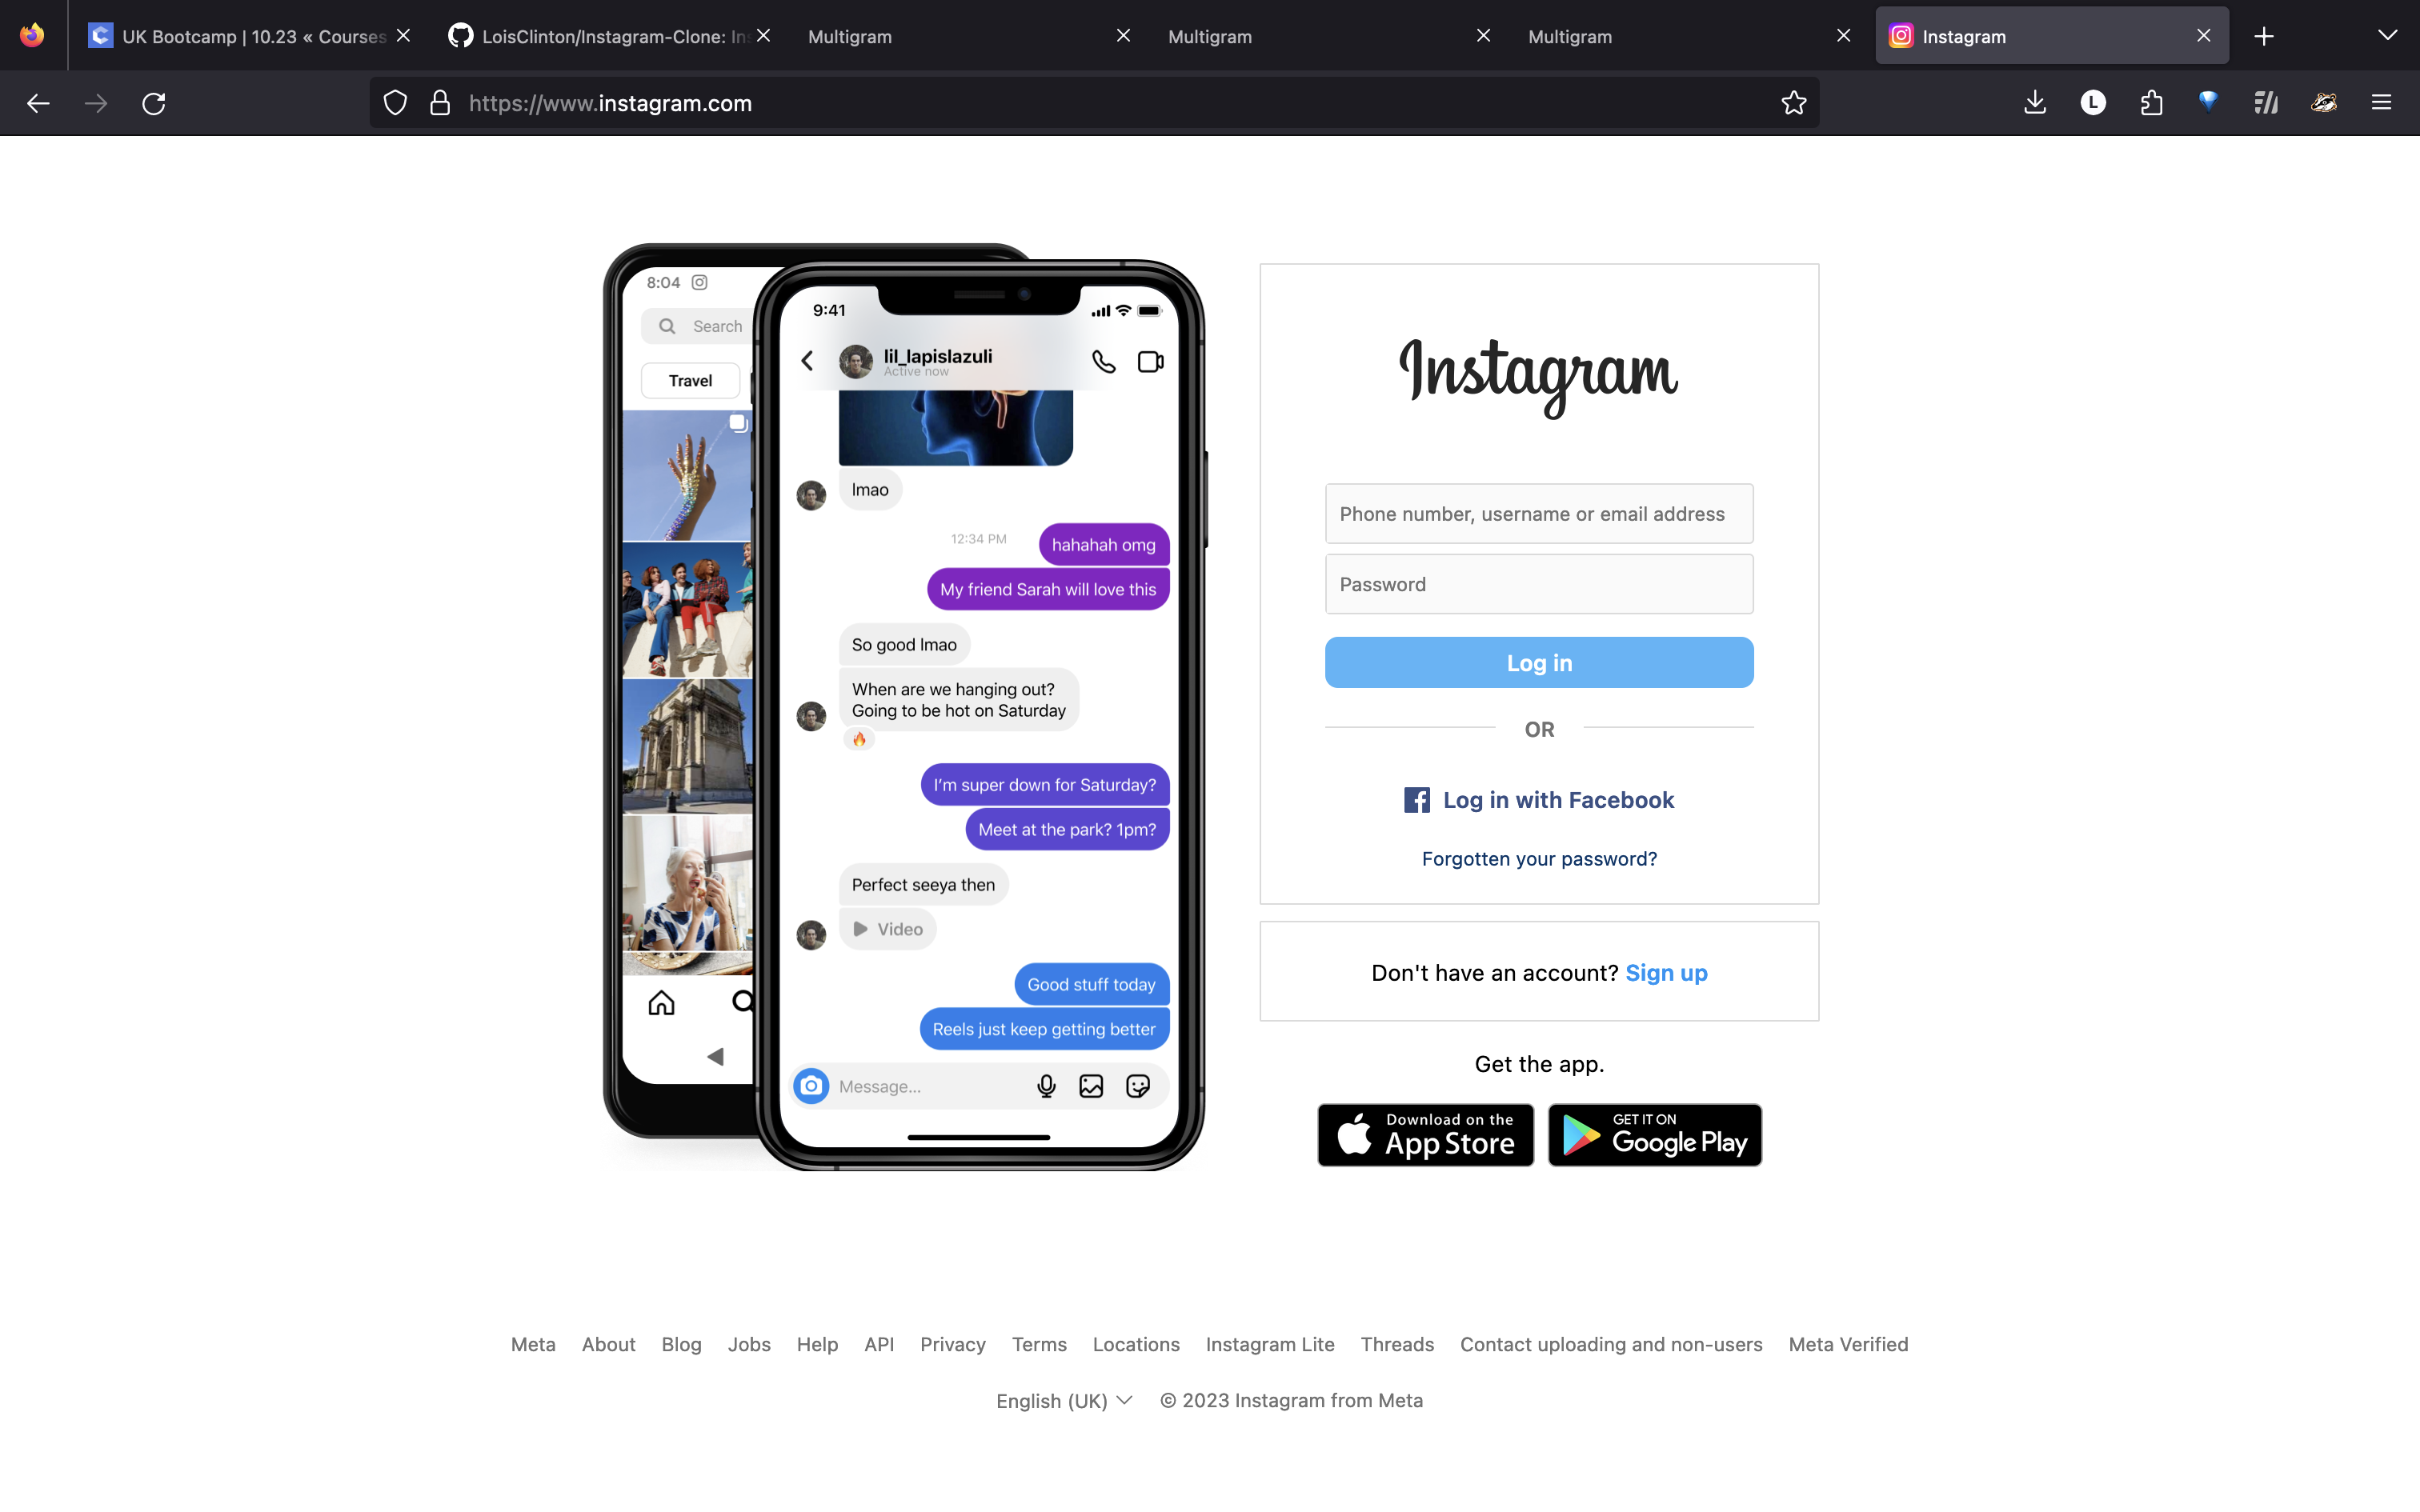 UK Bootcamp | 10.23 « Courses
LoisClinton/Instagram-Clone: Ins
Multigram
Multigram
Multigram
Instagram
https://www.instagram.com
L
8:04
Search
Travel
9:41
lil_lapislazuli
Active now
lmao
12:34 PM
hahahah omg
My friend Sarah will love this
So good lmao
When are we hanging out?
Going to be hot on Saturday
I'm super down for Saturday?
Meet at the park? 1pm?
Perfect seeya then
Video
Good stuff today
Reels just keep getting better
Message...
Instagram
Phone number, username or email address
Password
Log in
OR
Log in with Facebook
Forgotten your password?
Don't have an account? Sign up
Get the app.
Download on the
App Store
GET IT ON
Google Play
Meta About Blog Jobs Help API Privacy Terms Locations Instagram Lite Threads Contact uploading and non-users Meta Verified
English (UK) © 2023 Instagram from Meta